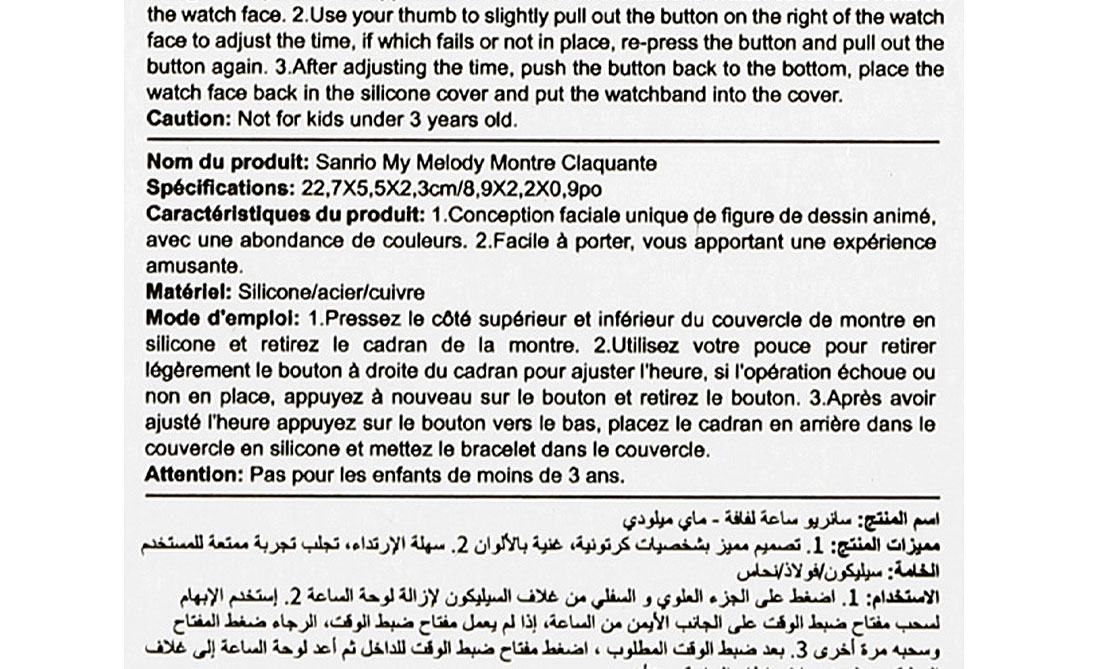 the watch face. 2.Use your thumb to slightly pull out the button on the right of the watch
face to adjust the time, if which fails or not in place, re-press the button and pull out the
button again. 3.After adjusting the time, push the button back to the bottom, place the
watch face back in the silicone cover and put the watchband into the cover.
Caution: Not for kids under 3 years old.
Nom du produit: Sanrio My Melody Montre Claquante
Spécifications: 22,7X5,5X2,3cm/8,9X2,2X0,9po
Caractéristiques du produit: 1.Conception faciale unique de figure de dessin animé,
avec une abondance de couleurs. 2.Facile à porter, vous apportant une expérience
amusante.
Matériel: Silicone/acier/cuivre
Mode d'emploi: 1.Pressez le côté supérieur et inférieur du couvercle de montre en
silicone et retirez le cadran de la montre. 2.Utilisez votre pouce pour retirer
légèrement le bouton à droite du cadran pour ajuster l'heure, si l'opération échoue ou
non en place, appuyez à nouveau sur le bouton et retirez le bouton. 3.Après avoir
ajusté l'heure appuyez sur le bouton vers le bas, placez le cadran en arrière dans le
couvercle en silicone et mettez le bracelet dans le couvercle.
Attention: Pas pour les enfants de moins de 3 ans.
اسم المنتج: سانريو ساعة لفافة - ماي ميلودي
مميزات المنتج: 1. تصميم مميز بشخصيات كرتونية، غنية بالألوان 2. سهلة الإرتداء، تجلب تجربة ممتعة للمستخدم
الخامة: سيليكون/فولاذ/نحاس
الاستخدام: 1. اضغط على الجزء العلوي و السفلي من غلاف السيليكون لإزالة لوحة الساعة 2. إستخدم الإبهام
لسحب مفتاح ضبط الوقت على الجانب الأيمن من الساعة، إذا لم يعمل مفتاح ضبط الوقت، الرجاء ضغط المفتاح
وسحبه مرة أخرى 3. بعد ضبط الوقت المطلوب ، اضغط مفتاح ضبط الوقت للداخل ثم أعد لوحة الساعة إلى غلاف